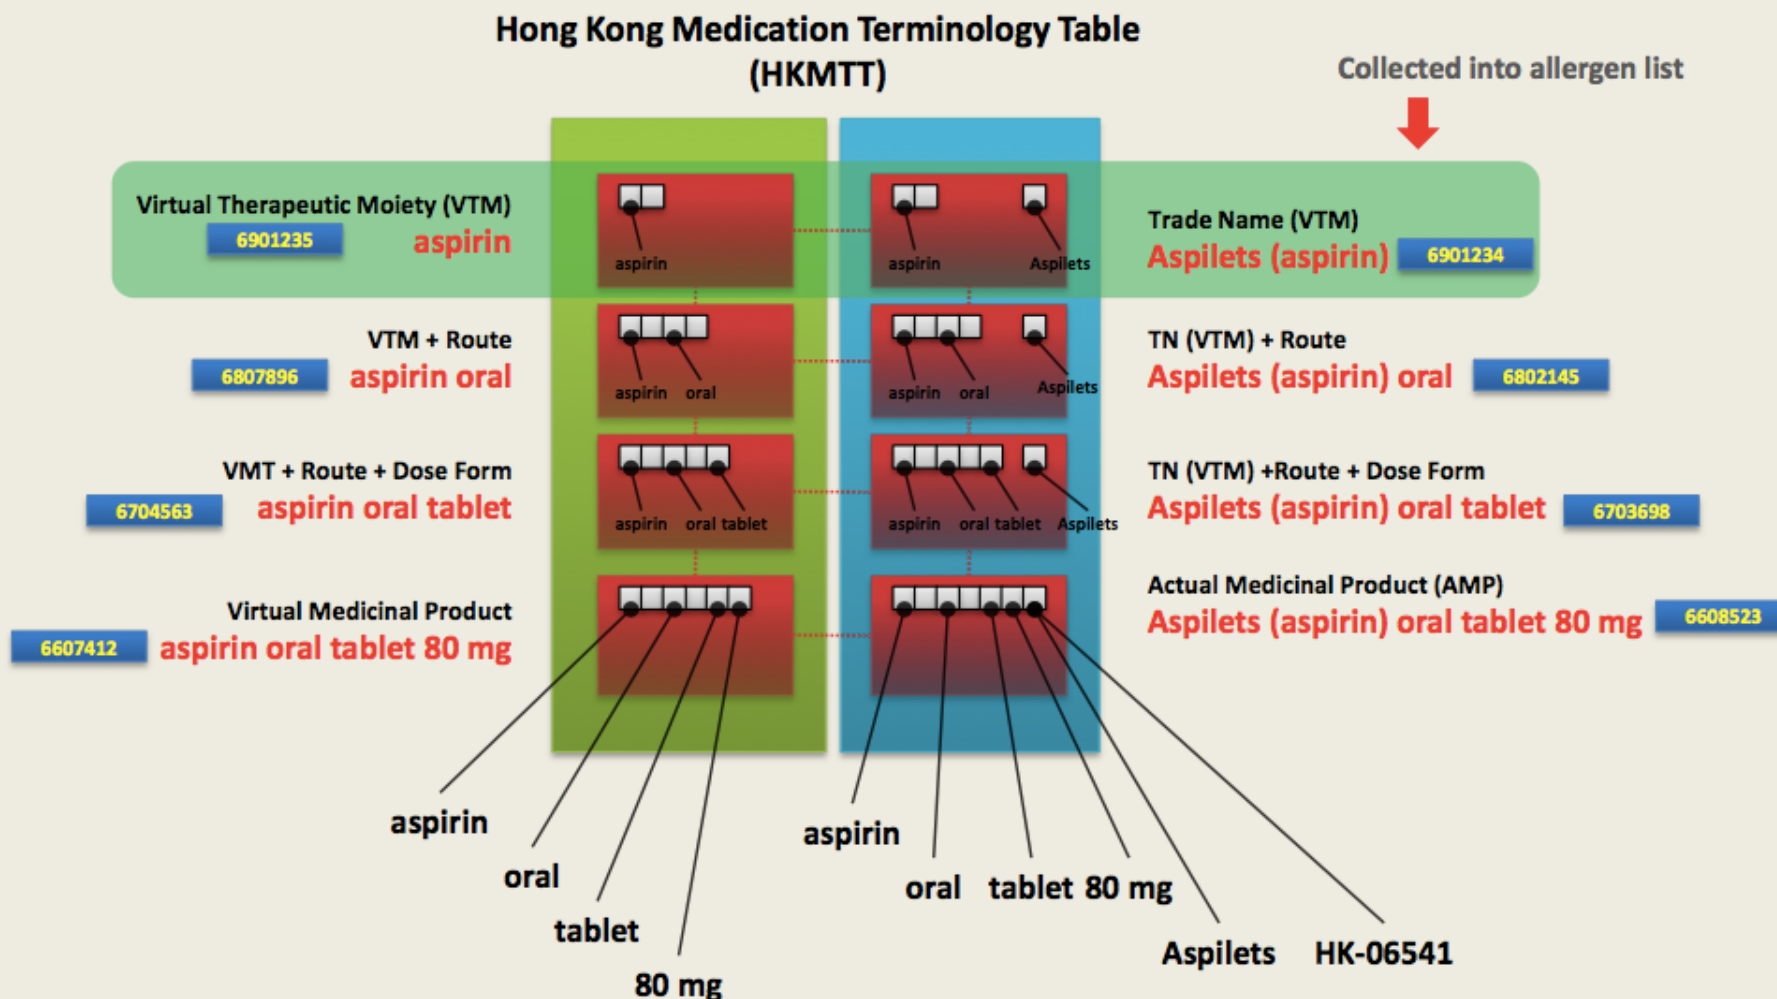 Hong Kong Medication Terminology Table
(HKMTT)
Collected into allergen list
Virtual Therapeutic Moiety (VTM)
6901235
aspirin
aspirin
aspirin
Aspilets
Trade Name (VTM)
Aspilets (aspirin)
6901234
VTM + Route
6807896
aspirin oral
aspirin
oral
aspirin
oral
Aspilets
TN (VTM) + Route
Aspilets (aspirin) oral
6802145
VMT + Route + Dose Form
6704563
aspirin oral tablet
aspirin
oral
tablet
aspirin
oral
tablet
Aspilets
TN (VTM) +Route + Dose Form
Aspilets (aspirin) oral tablet
6703698
Virtual Medicinal Product
6607412
aspirin oral tablet 80 mg
Actual Medicinal Product (AMP)
Aspilets (aspirin) oral tablet 80 mg
6608523
aspirin
oral
tablet
80 mg
aspirin
oral
tablet
80 mg
Aspilets
HK-06541